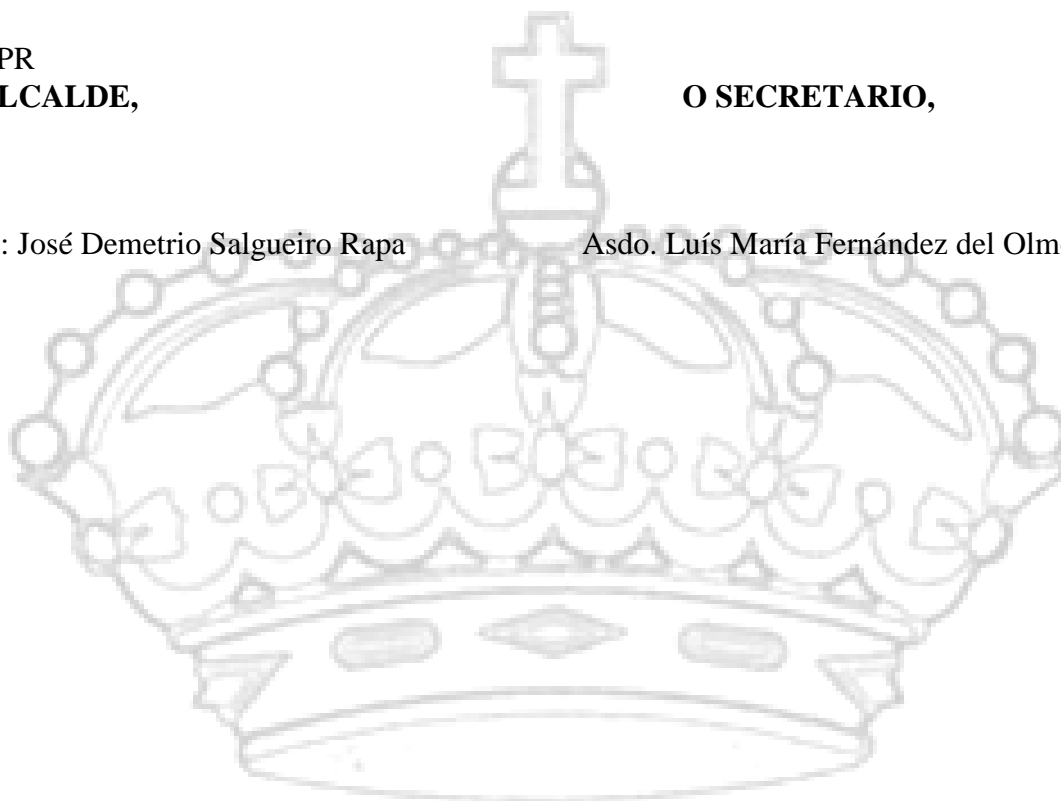 PR
LCALDE, O SECRETARIO,
: José Demetrio Salgueiro Rapa Asdo. Luís María Fernández del Olm